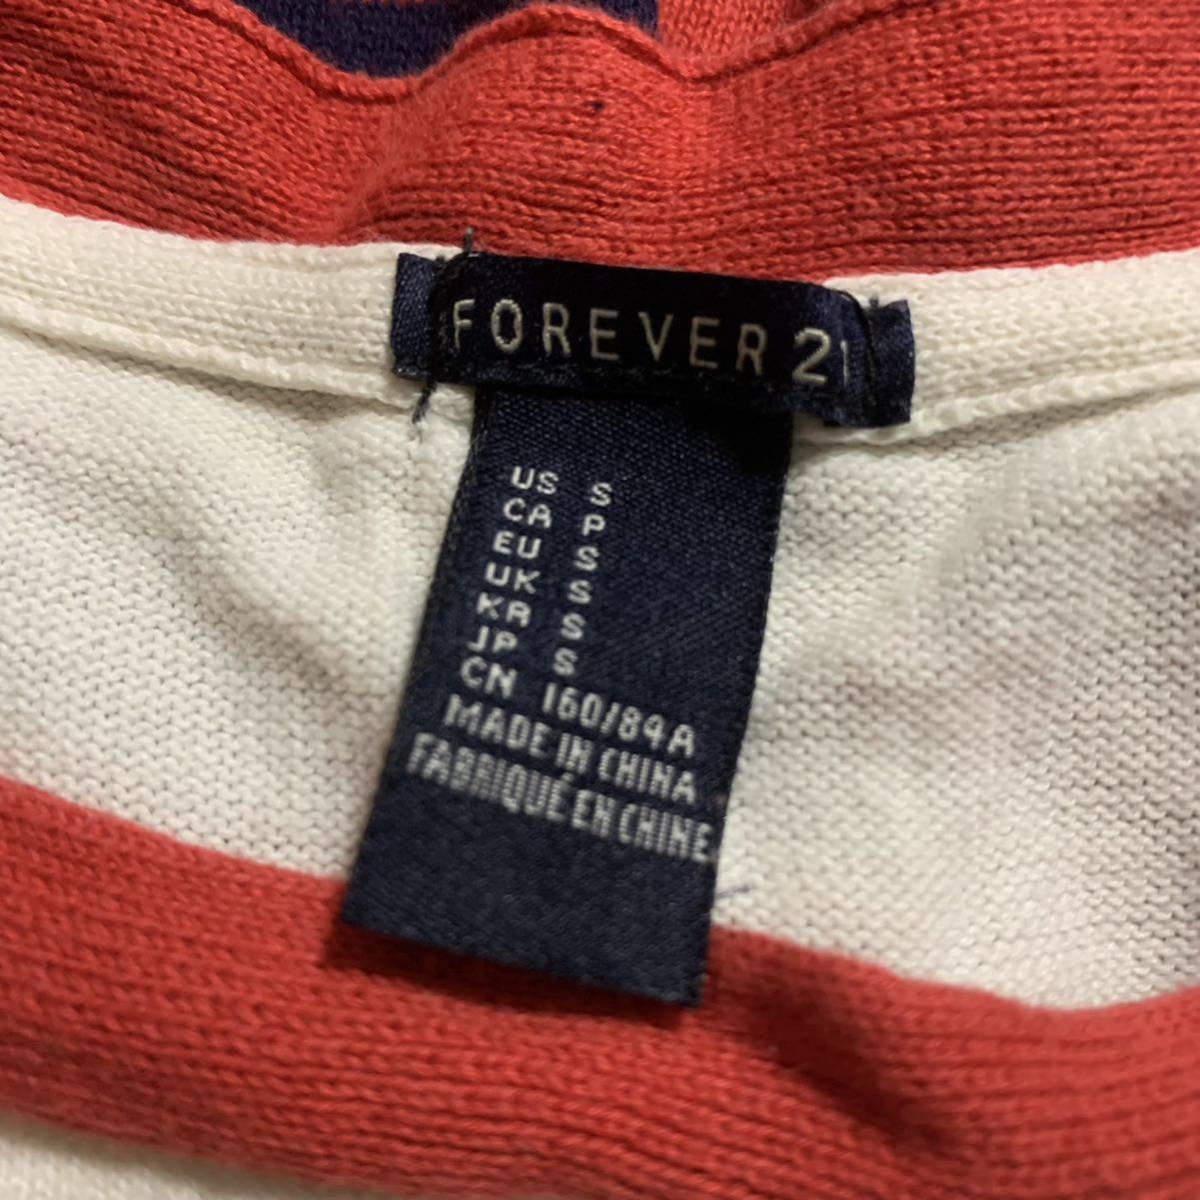 FOREVER 21
US S
CA P
EU S
UK S
KR S
JP S
CN 160/84A
MADE IN CHINA
FABRIQUÉ EN CHINE